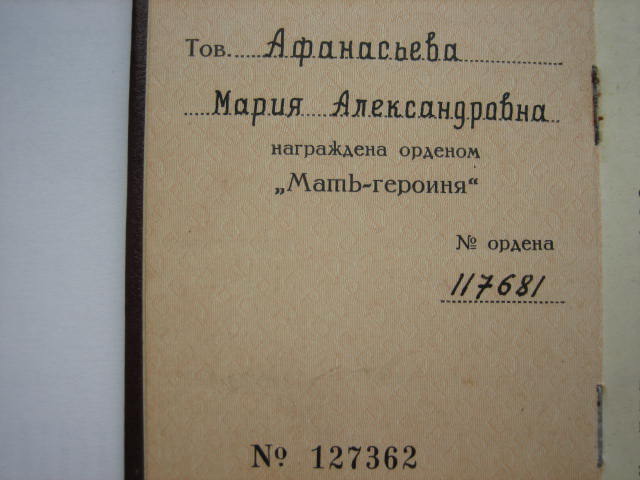 Тов. Афанасьева
Мария Александровна
награждена орденом
„Мать-героиня“
№ ордена
117681
№ 127362